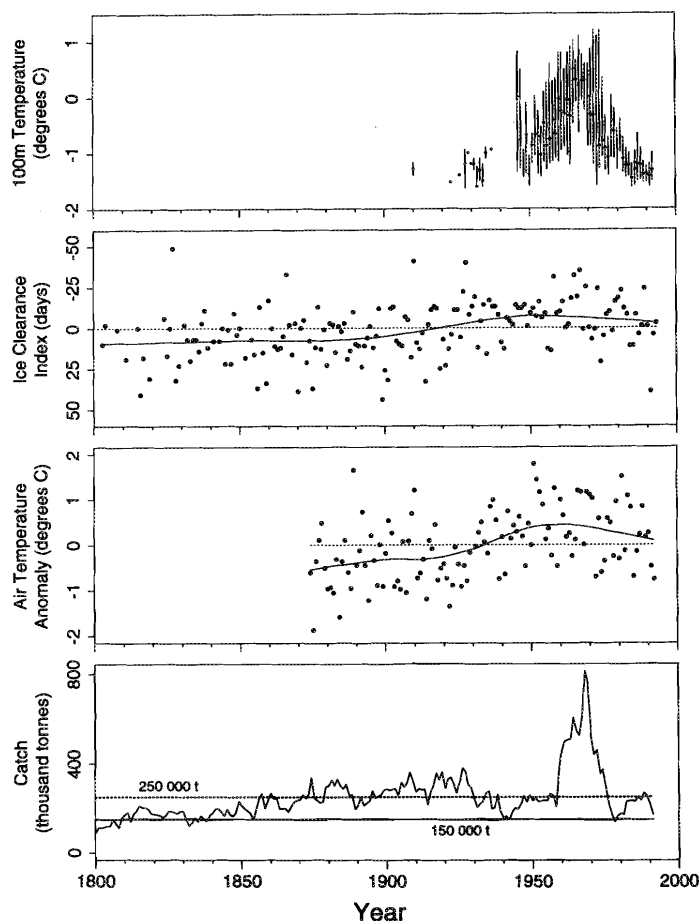 100m Temperature
(degrees C)
1
0
-1
-2
Ice Clearance
Index (days)
-50
-25
0
25
50
Air Temperature
Anomaly (degrees C)
2
1
0
-1
-2
Catch
(thousand tonnes)
800
400
0
250 000 t
150 000 t
1800
1850
1900
1950
2000
Year